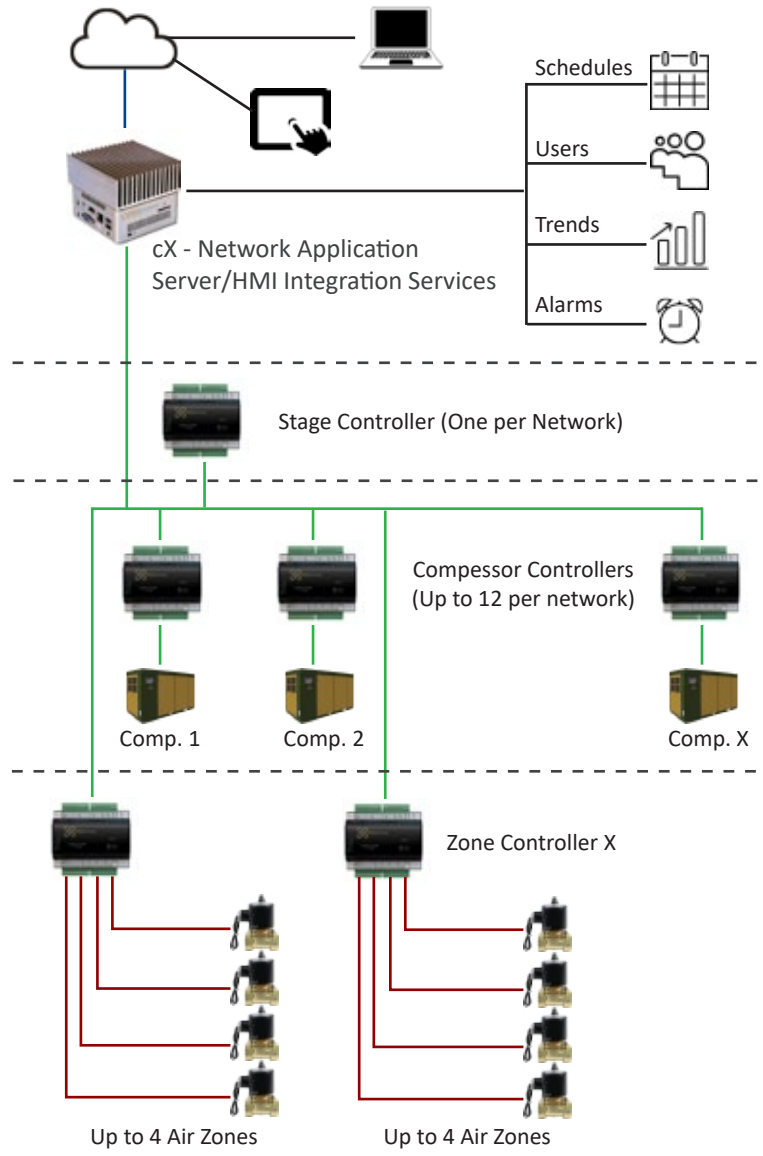 Schedules
Users
Trends
Alarms
cX - Network Application
Server/HMI Integration Services
Stage Controller (One per Network)
Compessor Controllers
(Up to 12 per network)
Comp. 1
Comp. 2
Comp. X
Zone Controller X
Up to 4 Air Zones
Up to 4 Air Zones